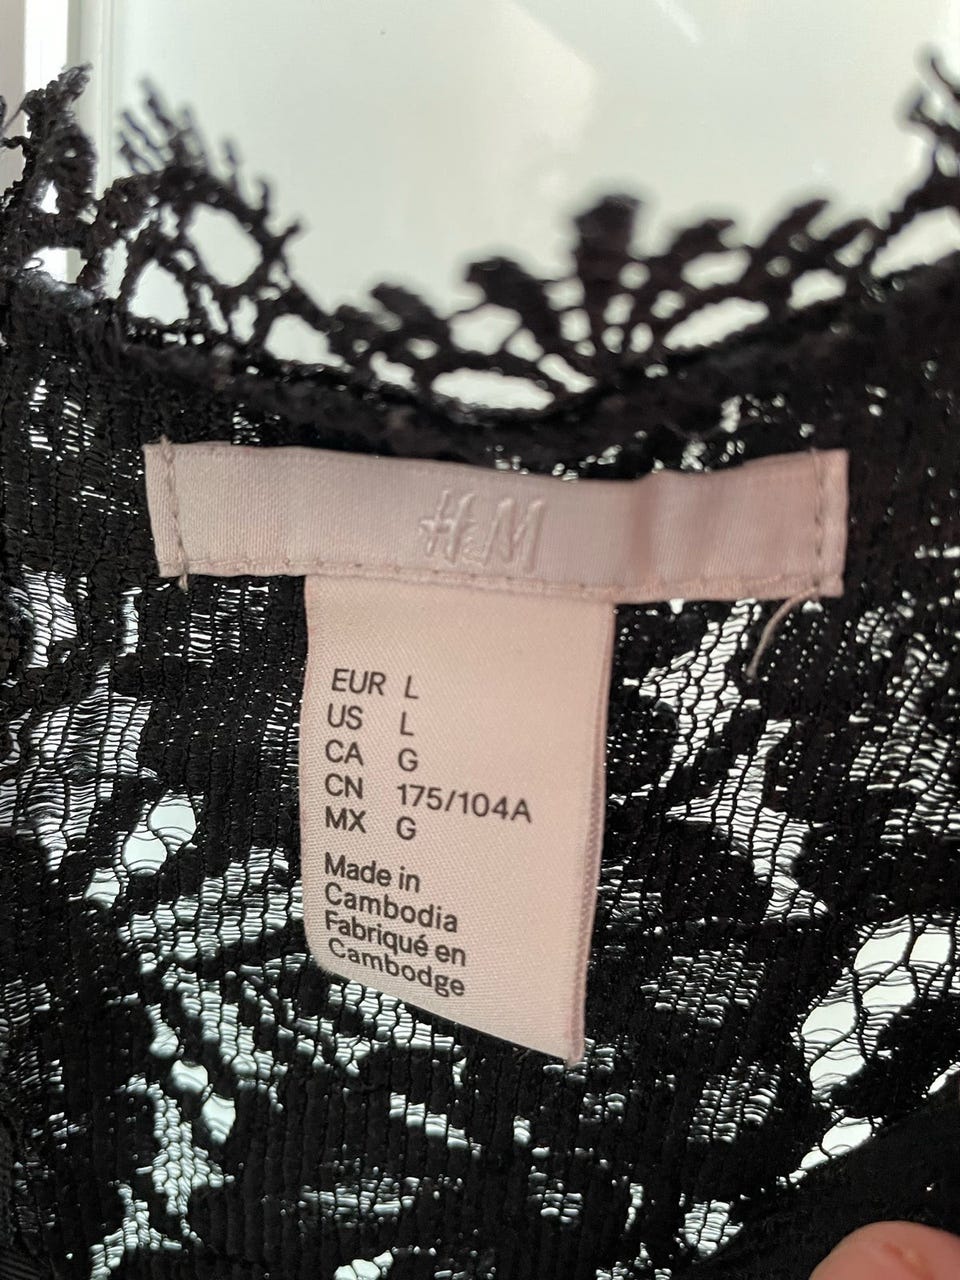 H&M
EUR L
US L
CA G
CN 175/104A
MX G
Made in
Cambodia
Fabriqué en
Cambodge